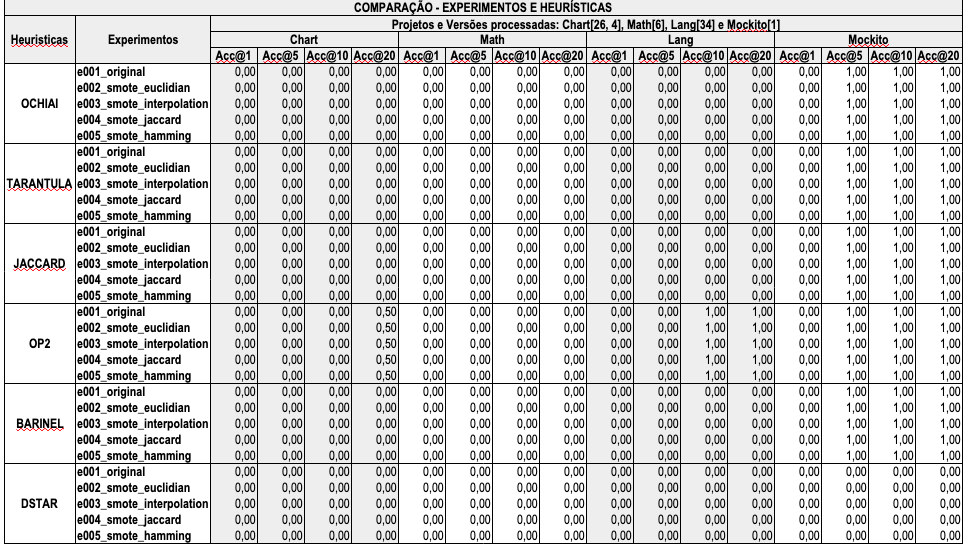 COMPARAÇÃO - EXPERIMENTOS E HEURÍSTICAS
Heurísticas Experimentos Projetos e Versões processadas: Chart[26, 4], Math[6], Lang[34] e Mockito[1]
Chart Math Lang Mockito
Acc@1 Acc@5 Acc@10 Acc@20 Acc@1 Acc@5 Acc@10 Acc@20 Acc@1 Acc@5 Acc@10 Acc@20 Acc@1 Acc@5 Acc@10 Acc@20
OCHIAI
e001_original 0,00 0,00 0,00 0,00 0,00 0,00 0,00 0,00 0,00 0,00 0,00 0,00 0,00 1,00 1,00 1,00
e002_smote_euclidian 0,00 0,00 0,00 0,00 0,00 0,00 0,00 0,00 0,00 0,00 0,00 0,00 0,00 1,00 1,00 1,00
e003_smote_interpolation 0,00 0,00 0,00 0,00 0,00 0,00 0,00 0,00 0,00 0,00 0,00 0,00 0,00 1,00 1,00 1,00
e004_smote_jaccard 0,00 0,00 0,00 0,00 0,00 0,00 0,00 0,00 0,00 0,00 0,00 0,00 0,00 1,00 1,00 1,00
e005_smote_hamming 0,00 0,00 0,00 0,00 0,00 0,00 0,00 0,00 0,00 0,00 0,00 0,00 0,00 1,00 1,00 1,00
TARANTULA
e001_original 0,00 0,00 0,00 0,00 0,00 0,00 0,00 0,00 0,00 0,00 0,00 0,00 0,00 1,00 1,00 1,00
e002_smote_euclidian 0,00 0,00 0,00 0,00 0,00 0,00 0,00 0,00 0,00 0,00 0,00 0,00 0,00 1,00 1,00 1,00
e003_smote_interpolation 0,00 0,00 0,00 0,00 0,00 0,00 0,00 0,00 0,00 0,00 0,00 0,00 0,00 1,00 1,00 1,00
e004_smote_jaccard 0,00 0,00 0,00 0,00 0,00 0,00 0,00 0,00 0,00 0,00 0,00 0,00 0,00 1,00 1,00 1,00
e005_smote_hamming 0,00 0,00 0,00 0,00 0,00 0,00 0,00 0,00 0,00 0,00 0,00 0,00 0,00 1,00 1,00 1,00
JACCARD
e001_original 0,00 0,00 0,00 0,00 0,00 0,00 0,00 0,00 0,00 0,00 0,00 0,00 0,00 1,00 1,00 1,00
e002_smote_euclidian 0,00 0,00 0,00 0,00 0,00 0,00 0,00 0,00 0,00 0,00 0,00 0,00 0,00 1,00 1,00 1,00
e003_smote_interpolation 0,00 0,00 0,00 0,00 0,00 0,00 0,00 0,00 0,00 0,00 0,00 0,00 0,00 1,00 1,00 1,00
e004_smote_jaccard 0,00 0,00 0,00 0,00 0,00 0,00 0,00 0,00 0,00 0,00 0,00 0,00 0,00 1,00 1,00 1,00
e005_smote_hamming 0,00 0,00 0,00 0,00 0,00 0,00 0,00 0,00 0,00 0,00 0,00 0,00 0,00 1,00 1,00 1,00
OP2
e001_original 0,00 0,00 0,00 0,50 0,00 0,00 0,00 0,00 0,00 0,00 1,00 1,00 0,00 1,00 1,00 1,00
e002_smote_euclidian 0,00 0,00 0,00 0,50 0,00 0,00 0,00 0,00 0,00 0,00 1,00 1,00 0,00 1,00 1,00 1,00
e003_smote_interpolation 0,00 0,00 0,00 0,50 0,00 0,00 0,00 0,00 0,00 0,00 1,00 1,00 0,00 1,00 1,00 1,00
e004_smote_jaccard 0,00 0,00 0,00 0,50 0,00 0,00 0,00 0,00 0,00 0,00 1,00 1,00 0,00 1,00 1,00 1,00
e005_smote_hamming 0,00 0,00 0,00 0,50 0,00 0,00 0,00 0,00 0,00 0,00 1,00 1,00 0,00 1,00 1,00 1,00
BARINEL
e001_original 0,00 0,00 0,00 0,00 0,00 0,00 0,00 0,00 0,00 0,00 0,00 0,00 0,00 1,00 1,00 1,00
e002_smote_euclidian 0,00 0,00 0,00 0,00 0,00 0,00 0,00 0,00 0,00 0,00 0,00 0,00 0,00 1,00 1,00 1,00
e003_smote_interpolation 0,00 0,00 0,00 0,00 0,00 0,00 0,00 0,00 0,00 0,00 0,00 0,00 0,00 1,00 1,00 1,00
e004_smote_jaccard 0,00 0,00 0,00 0,00 0,00 0,00 0,00 0,00 0,00 0,00 0,00 0,00 0,00 1,00 1,00 1,00
e005_smote_hamming 0,00 0,00 0,00 0,00 0,00 0,00 0,00 0,00 0,00 0,00 0,00 0,00 0,00 1,00 1,00 1,00
DSTAR
e001_original 0,00 0,00 0,00 0,00 0,00 0,00 0,00 0,00 0,00 0,00 0,00 0,00 0,00 0,00 0,00 0,00
e002_smote_euclidian 0,00 0,00 0,00 0,00 0,00 0,00 0,00 0,00 0,00 0,00 0,00 0,00 0,00 0,00 0,00 0,00
e003_smote_interpolation 0,00 0,00 0,00 0,00 0,00 0,00 0,00 0,00 0,00 0,00 0,00 0,00 0,00 0,00 0,00 0,00
e004_smote_jaccard 0,00 0,00 0,00 0,00 0,00 0,00 0,00 0,00 0,00 0,00 0,00 0,00 0,00 0,00 0,00 0,00
e005_smote_hamming 0,00 0,00 0,00 0,00 0,00 0,00 0,00 0,00 0,00 0,00 0,00 0,00 0,00 0,00 0,00 0,00